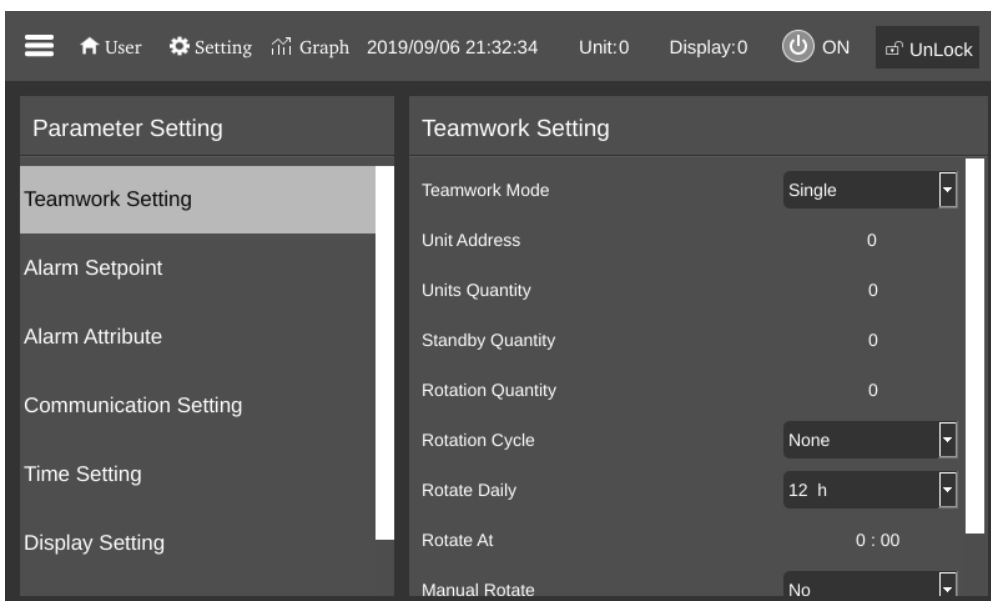 User Setting Graph 2019/09/06 21:32:34 Unit:0 Display:0 ON UnLock
Parameter Setting
Teamwork Setting
Alarm Setpoint
Alarm Attribute
Communication Setting
Time Setting
Display Setting
Teamwork Setting
Teamwork Mode Single
Unit Address 0
Units Quantity 0
Standby Quantity 0
Rotation Quantity 0
Rotation Cycle None
Rotate Daily 12 h
Rotate At 0 : 00
Manual Rotate No